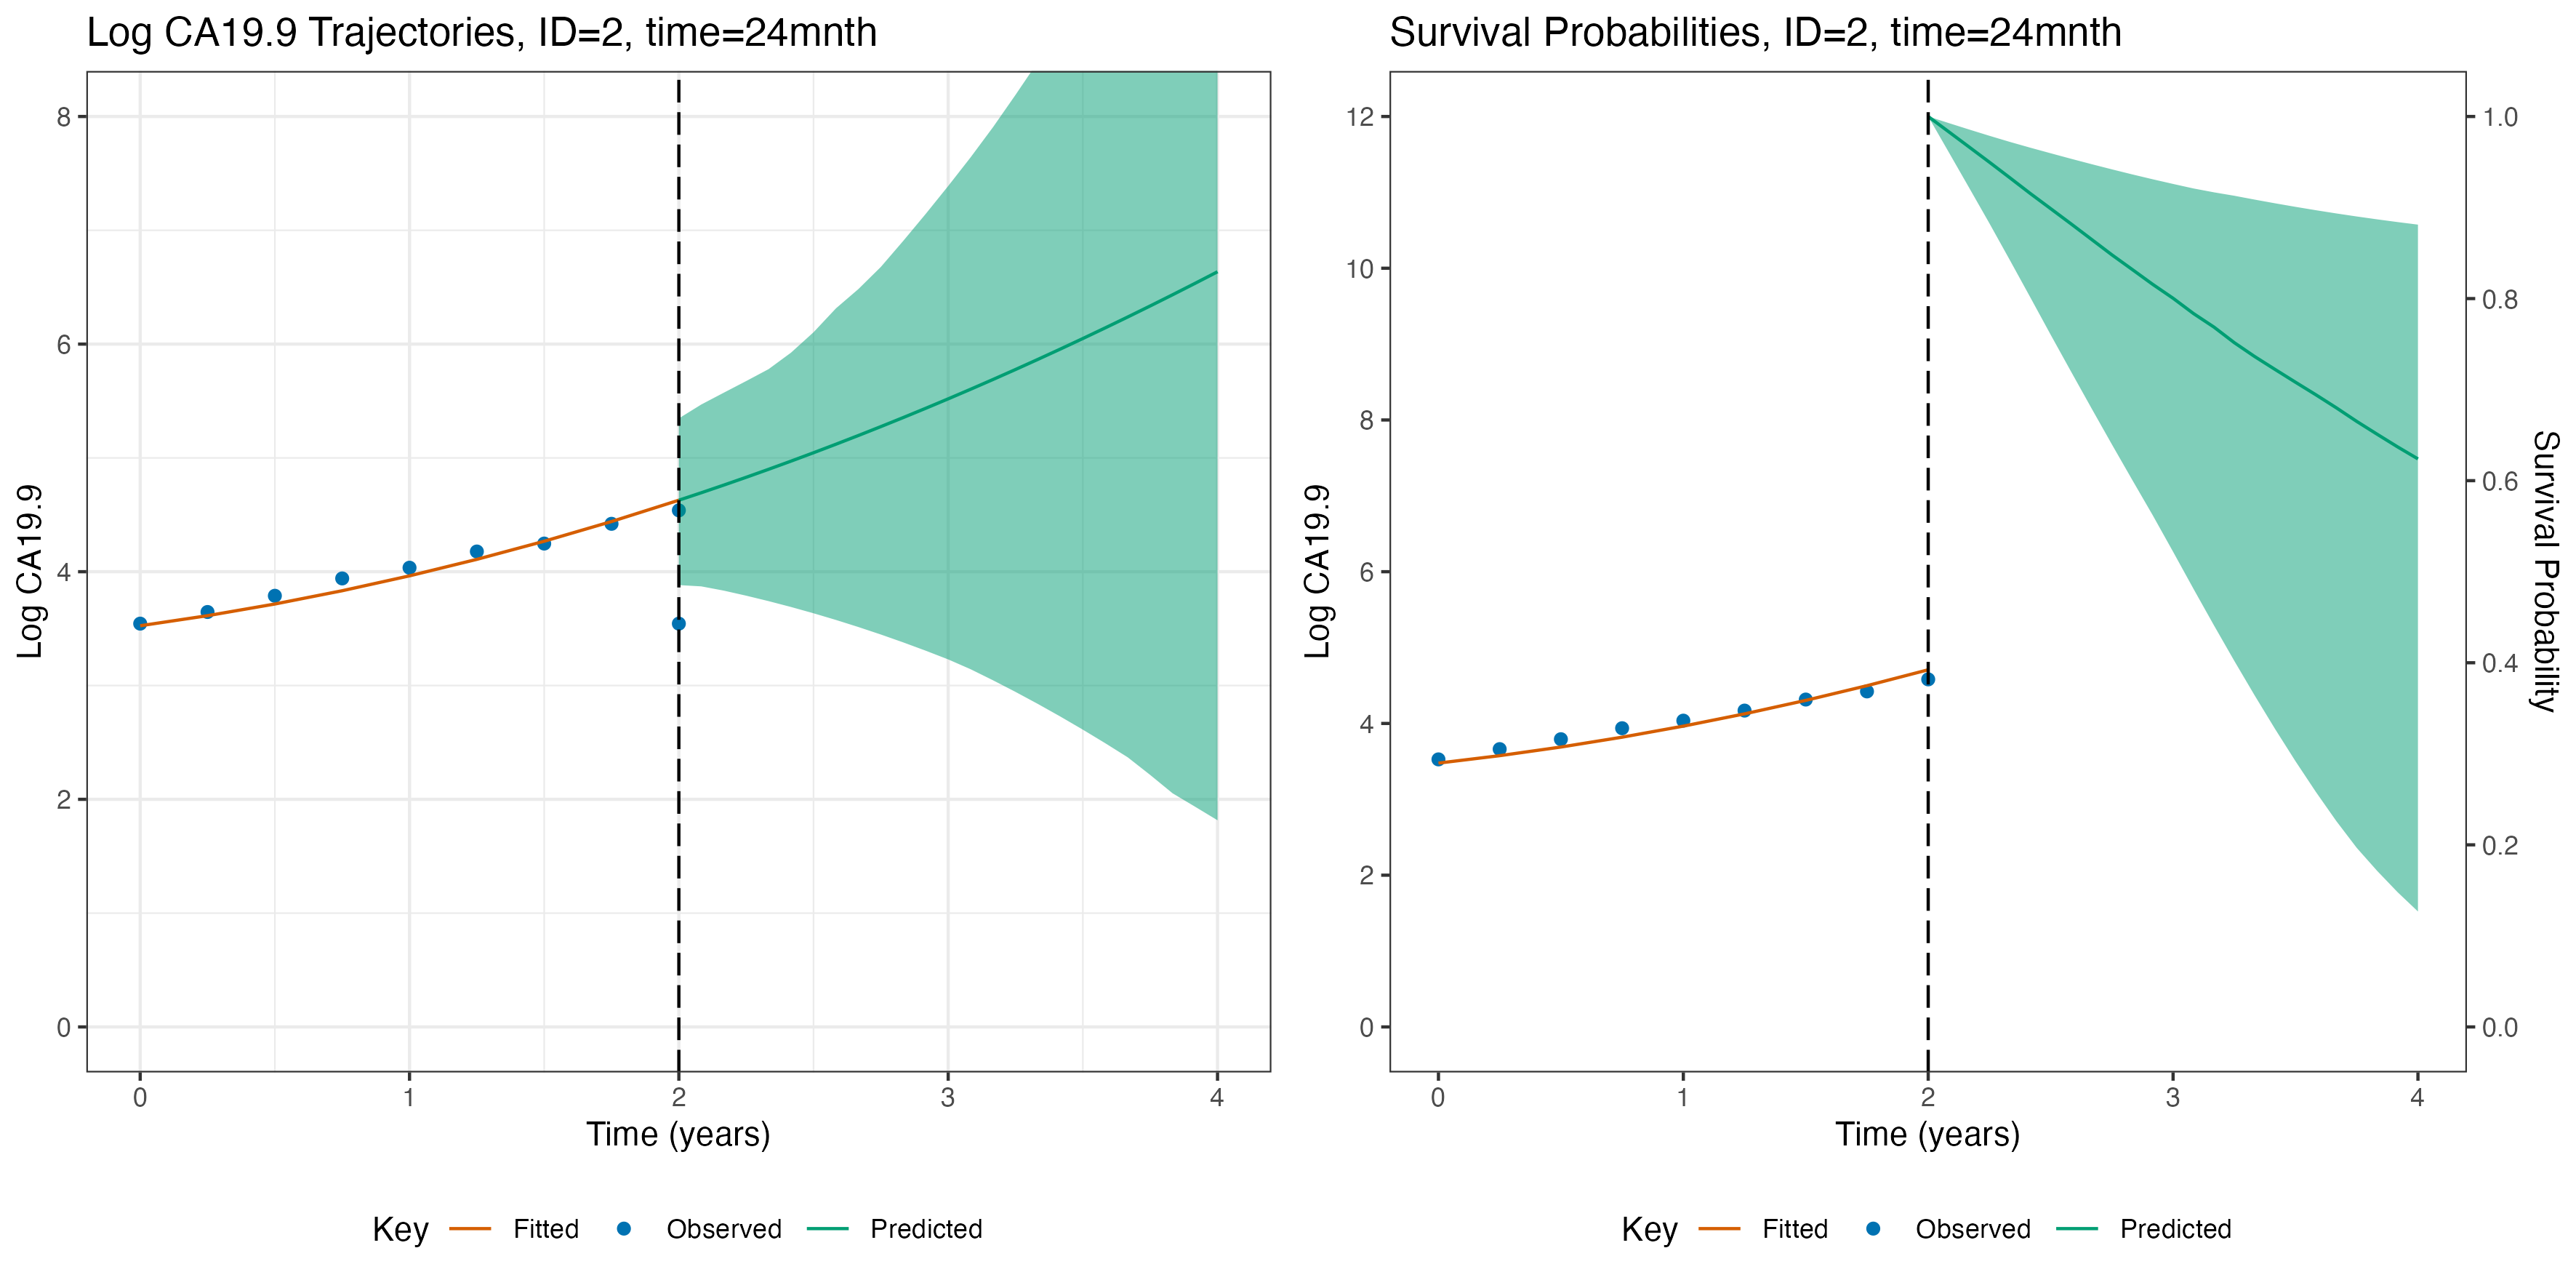 Log CA19.9 Trajectories, ID=2, time=24mnth
8
6
4
2
0
Log CA19.9
0 1 2 3 4
Time (years)
Key Fitted Observed Predicted
Survival Probabilities, ID=2, time=24mnth
12
10
8
6
4
2
0
Log CA19.9
1.0
0.8
0.6
0.4
0.2
0.0
Survival Probability
0 1 2 3 4
Time (years)
Key Fitted Observed Predicted